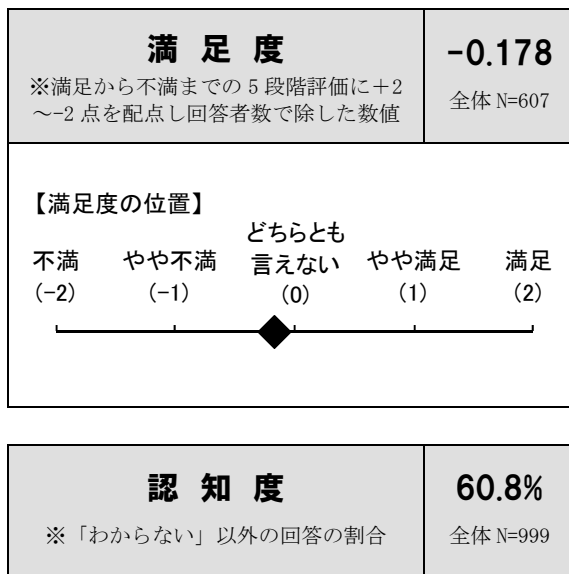 満足度
-0.178
※満足から不満までの5段階評価に＋2
～-2点を配点し回答者数で除した数値
全体 N=607
【満足度の位置】
不満
やや不満
どちらとも
言えない
やや満足
満足
(-2)
(-1)
(0)
(1)
(2)
認知度
60.8%
※「わからない」以外の回答の割合
全体 N=999